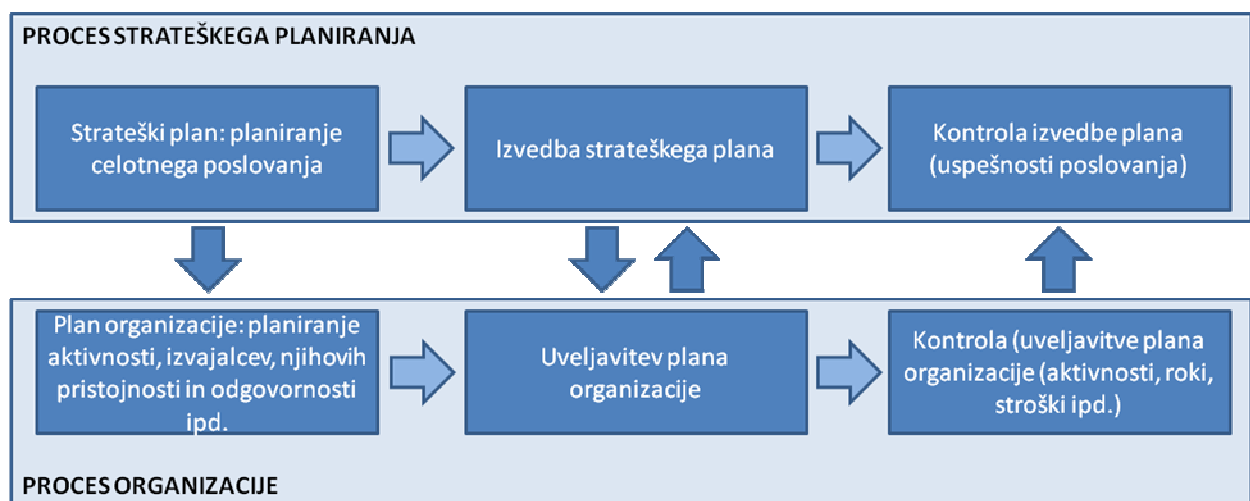 PROCES STRATEŠKEGA PLANIRANJA
Strateški plan: planiranje
celotnega poslovanja
Izvedba strateškega plana
Kontrola izvedbe plana
(uspešnosti poslovanja)
Plan organizacije: planiranje
aktivnosti, izvajalcev, njihovih
pristojnosti in odgovornosti
ipd.
Uveljavitev plana
organizacije
Kontrola (uveljavitve plana
organizacije (aktivnosti, roki,
stroški ipd.)
PROCES ORGANIZACIJE